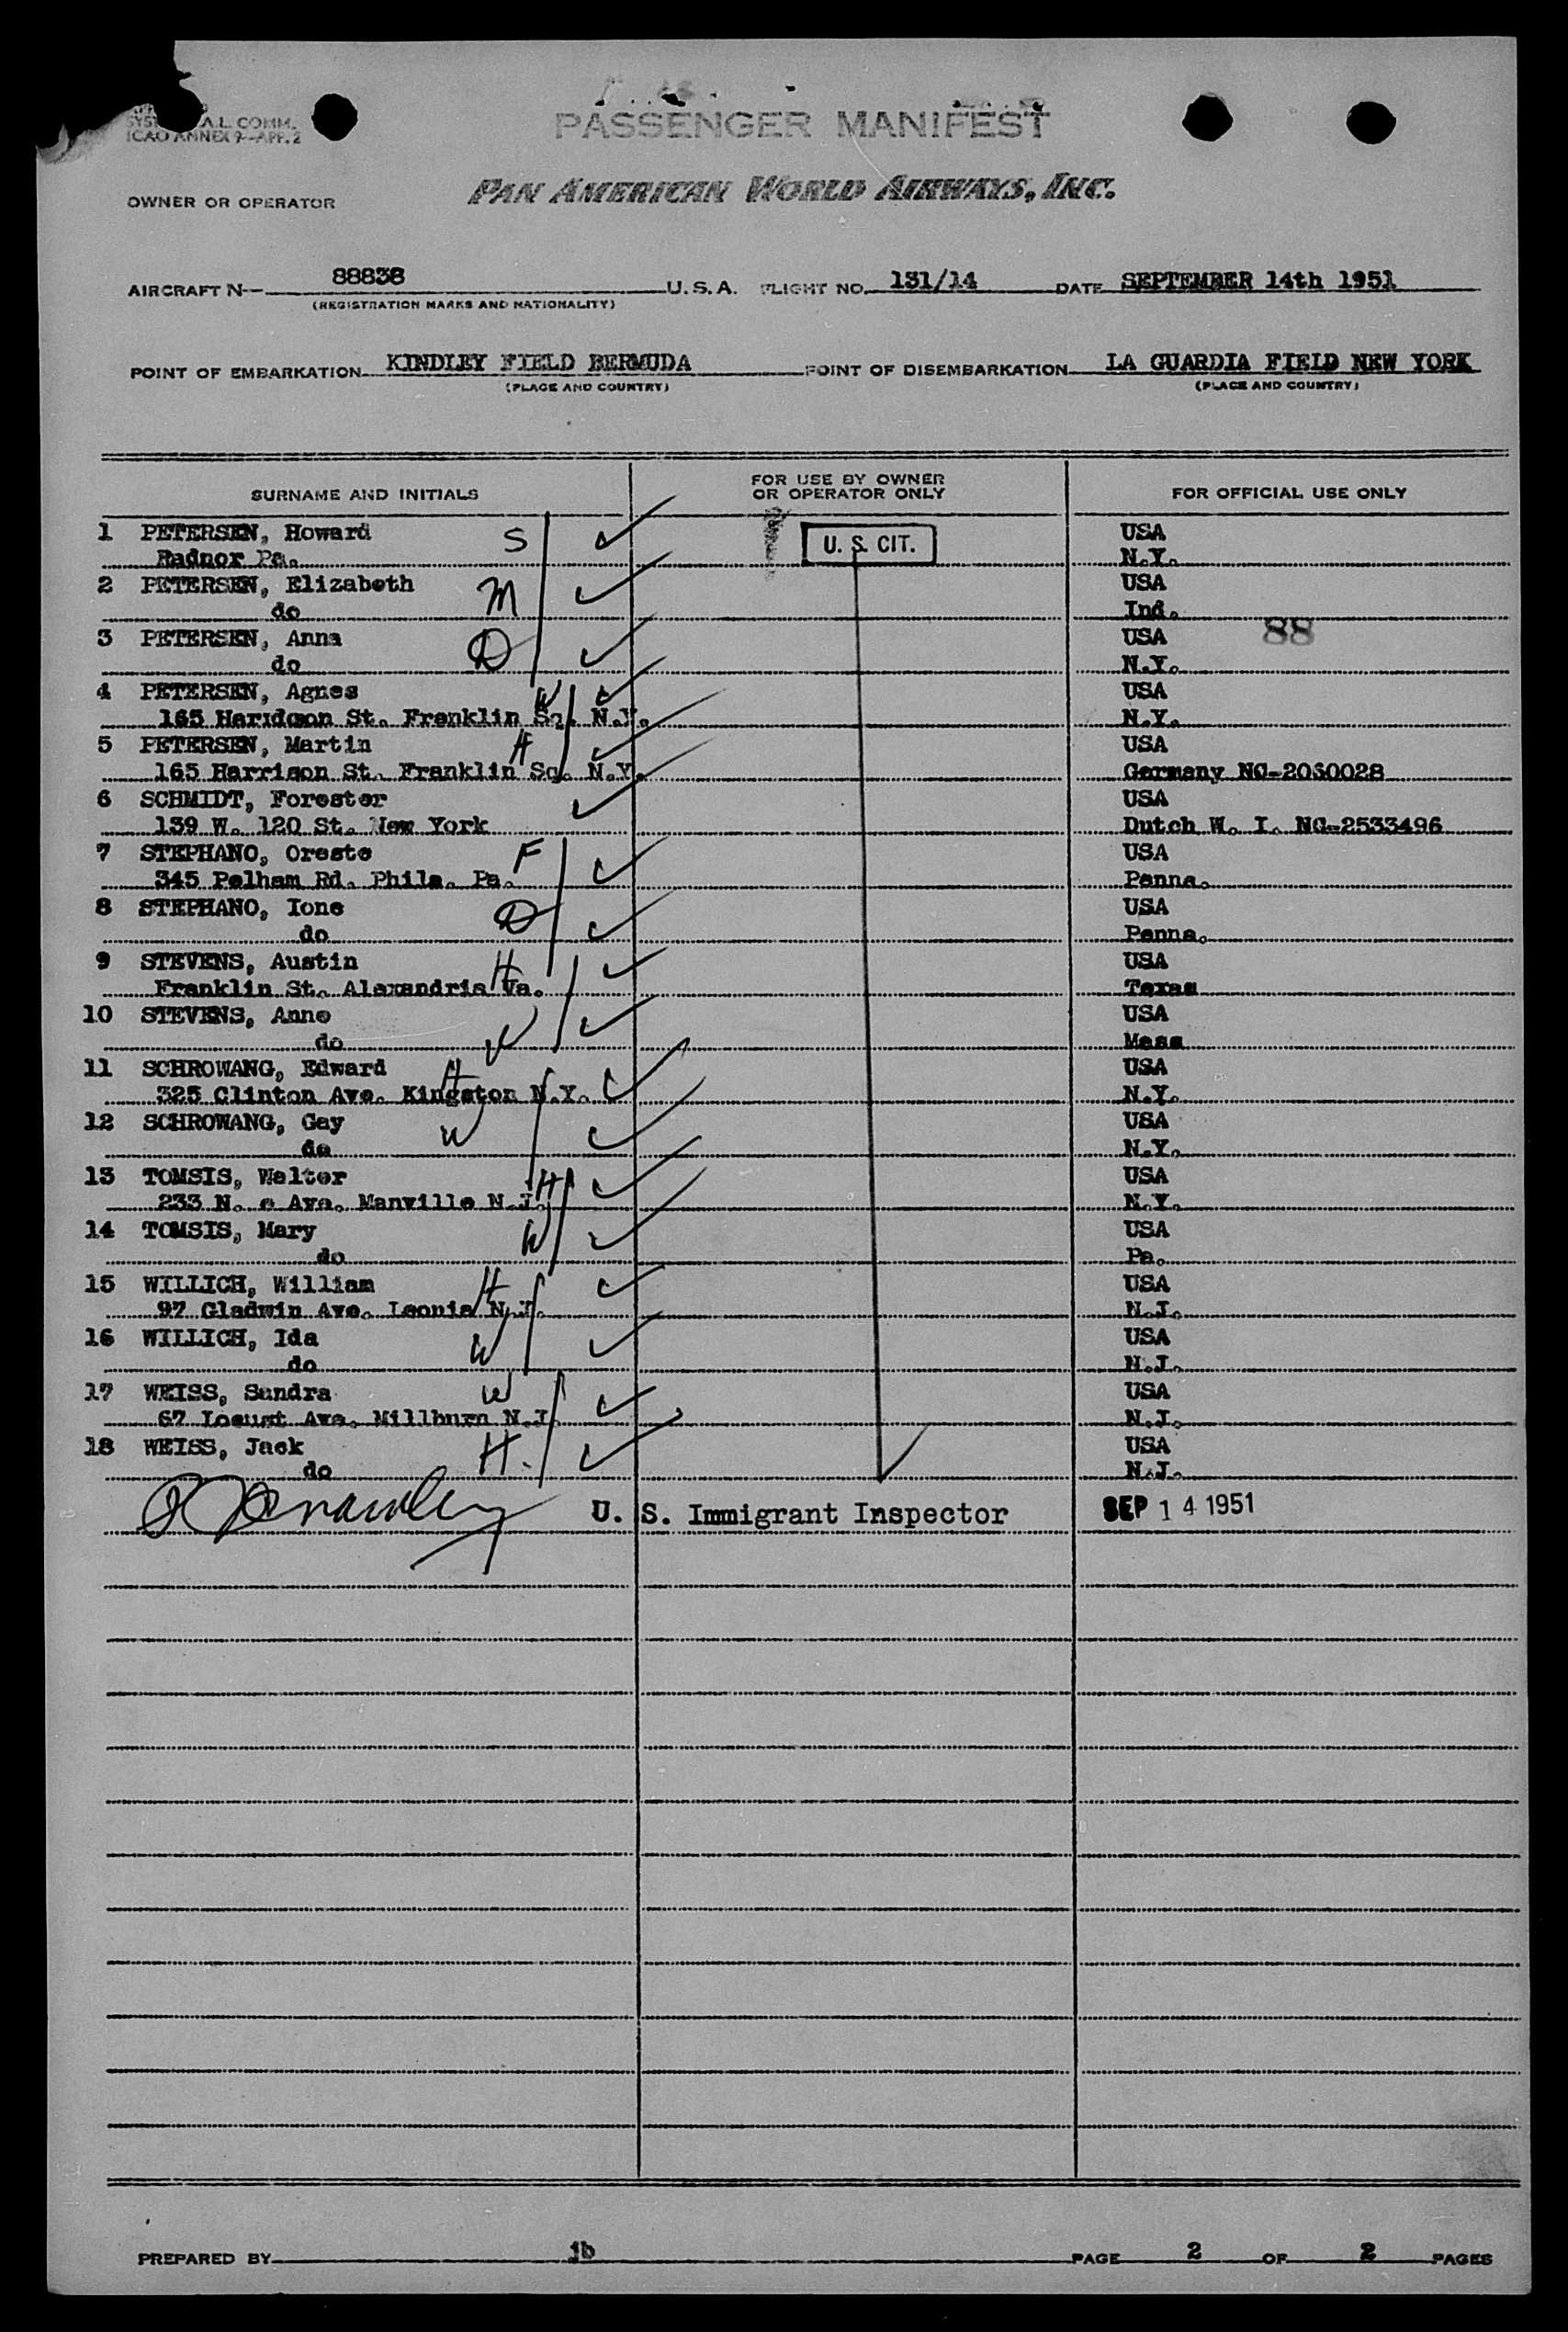 A.L. COMM.
ICAO ANNEX 9-APP. 2
PASSENGER MANIFEST
OWNER OR OPERATOR PAN AMERICAN WORLD AIRWAYS, INC.
AIRCRAFT N— 88838 U.S.A. FLIGHT NO. 131/14 DATE SEPTEMBER 14th 1951
(REGISTRATION MARKS AND NATIONALITY)
POINT OF EMBARKATION KINDLEY FIELD BERMUDA POINT OF DISEMBARKATION LA GUARDIA FIELD NEW YORK
(PLACE AND COUNTRY) (PLACE AND COUNTRY)
SURNAME AND INITIALS FOR USE BY OWNER OR OPERATOR ONLY FOR OFFICIAL USE ONLY
1 PETERSEN, Howard S U. S. CIT. USA
Radnor Pa. N.Y.
2 PETERSEN, Elizabeth M USA
do Ind.
3 PETERSEN, Anna D USA 88
do N.Y.
4 PETERSEN, Agnes W USA
165 St. Franklin Sq. N.Y. N.Y.
5 PETERSEN, Martin H USA
165 Harrison St. Franklin Sq. N.Y. Germany NC-2060028
6 SCHMIDT, Forester USA
139 W. 120 St. New York Dutch W. I. NC-2533496
7 STEPHANO, Oreste F USA
345 Pelham Rd. Phila. Pa. Penna.
8 STEPHANO, Ione D USA
do Penna.
9 STEVENS, Austin H USA
Franklin St. Alexandria Va. Texas
10 STEVENS, Anne W USA
do Mass
11 SCHROWANG, Edward H USA
325 Clinton Ave. Kingston N.Y. N.Y.
12 SCHROWANG, Gay W USA
do N.Y.
13 TOMSIS, Walter H USA
233 N. e Ave. Manville N.J. N.Y.
14 TOMSIS, Mary W USA
do Pa.
15 WILLICH, William H USA
97 Gladwin Ave. Leonia N.J. N.J.
16 WILLICH, Ida W USA
do N.J.
17 WEISS, Sandra W USA
67 Locust Ave. Millburn N.J. N.J.
18 WEISS, Jack H. USA
do N.J.
U. S. Immigrant Inspector SEP 14 1951
PREPARED BY jb PAGE 2 OF 2 PAGES